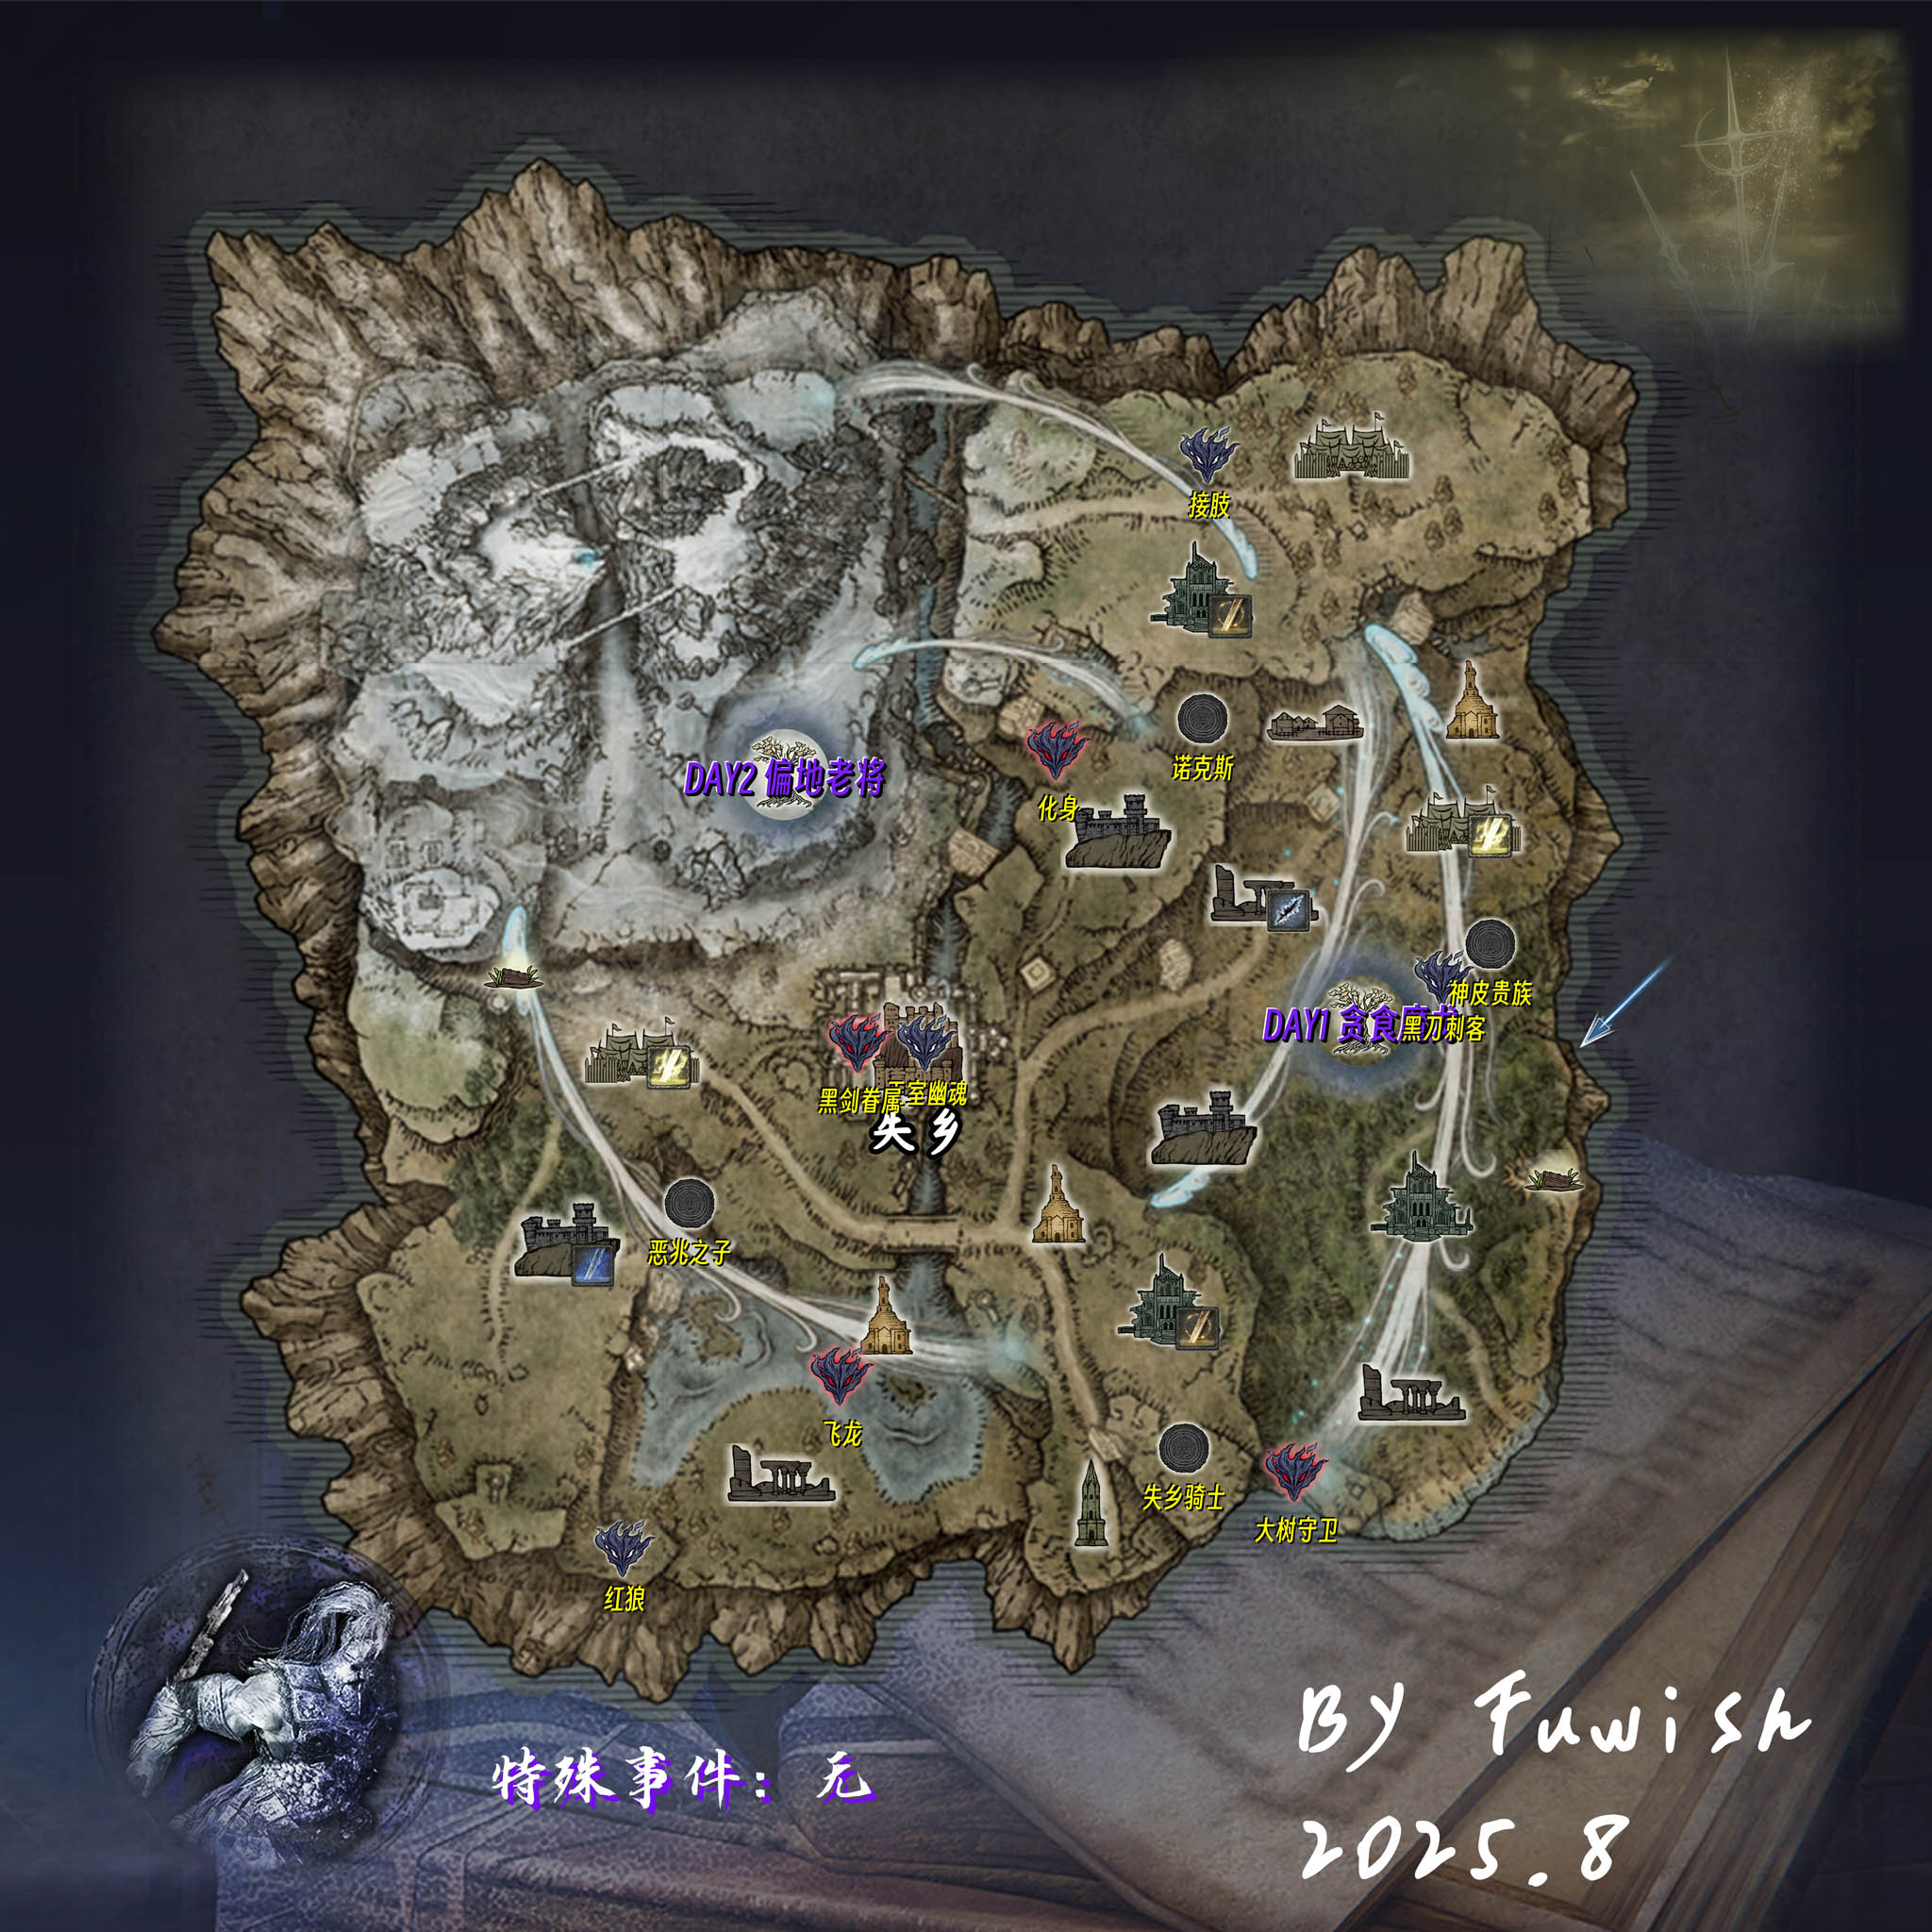 接肢
诺克斯
DAY2 偏地老将
化身
神皮贵族
DAY1 贪食魔龙
黑刀刺客
黑剑眷属
王室幽魂
失乡
恶兆之子
飞龙
失乡骑士
大树守卫
红狼
特殊事件：无
BY Fuwish
2025.8